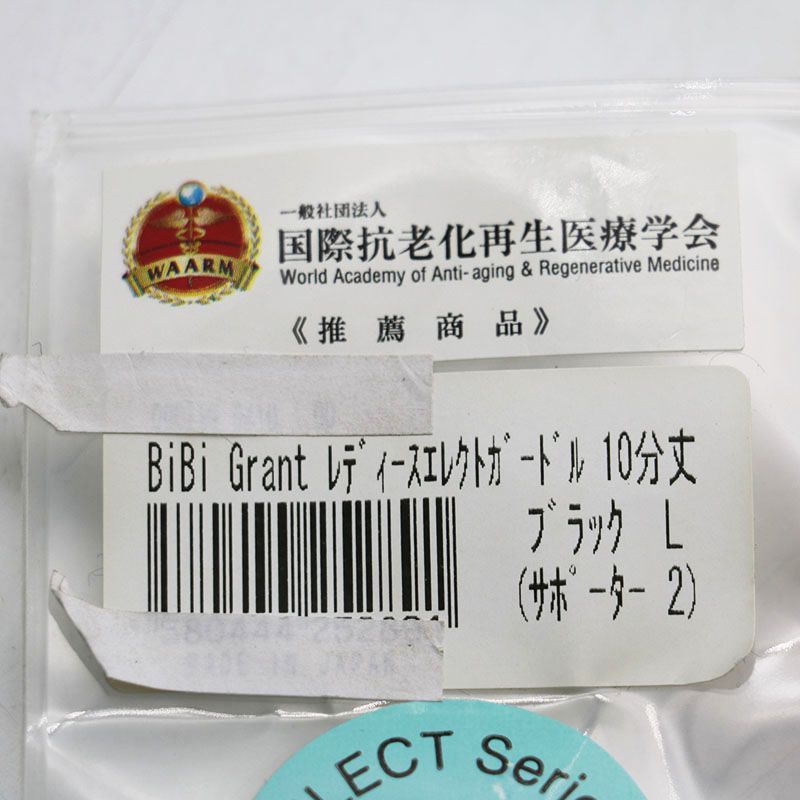 WAARM
一般社団法人
国際抗老化再生医療学会
World Academy of Anti-aging & Regenerative Medicine
《推薦商品》
BiBi Grant ﾚﾃﾞｨｰｽｴﾚｸﾄｶﾞｰﾄﾞﾙ 10分丈
ﾌﾞﾗｯｸ L
(ｻﾎﾟｰﾀｰ 2)
MADE IN JAPAN
LECT Serie